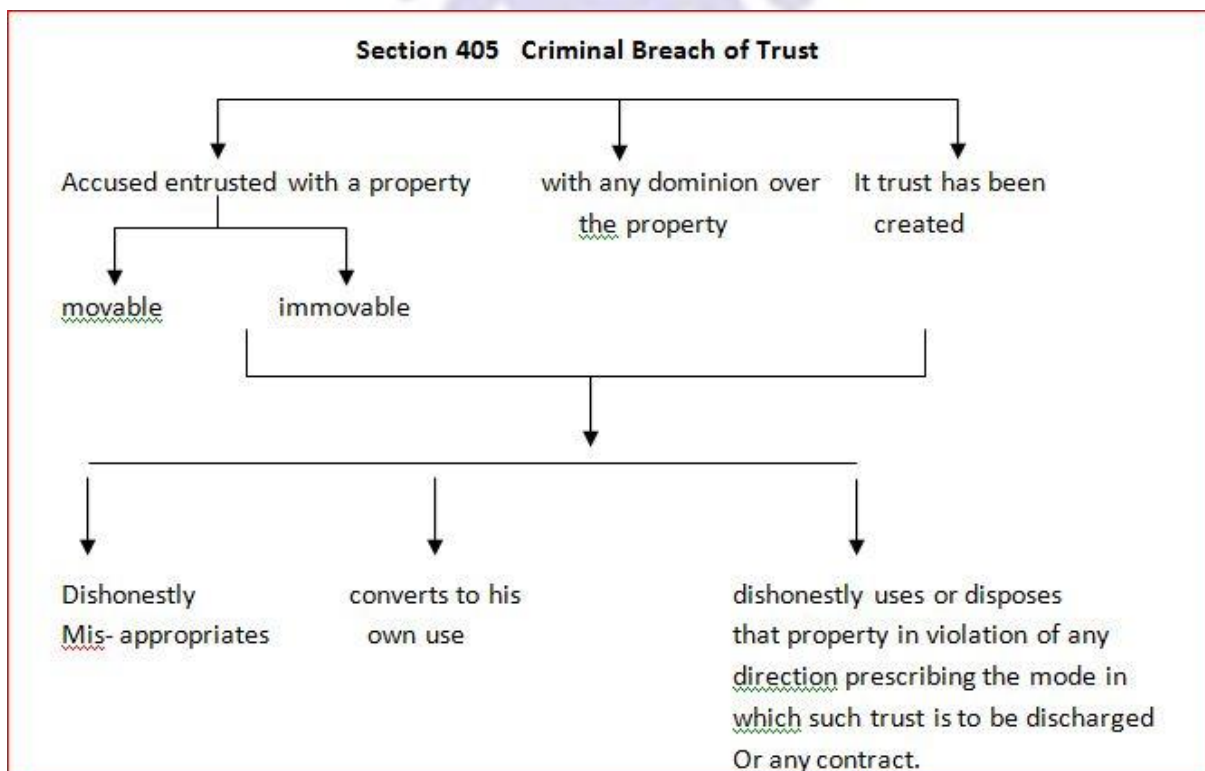 Section 405 Criminal Breach of Trust
Accused entrusted with a property
with any dominion over
the property
It trust has been
created
movable
immovable
Dishonestly
Mis- appropriates
converts to his
own use
dishonestly uses or disposes
that property in violation of any
direction prescribing the mode in
which such trust is to be discharged
Or any contract.